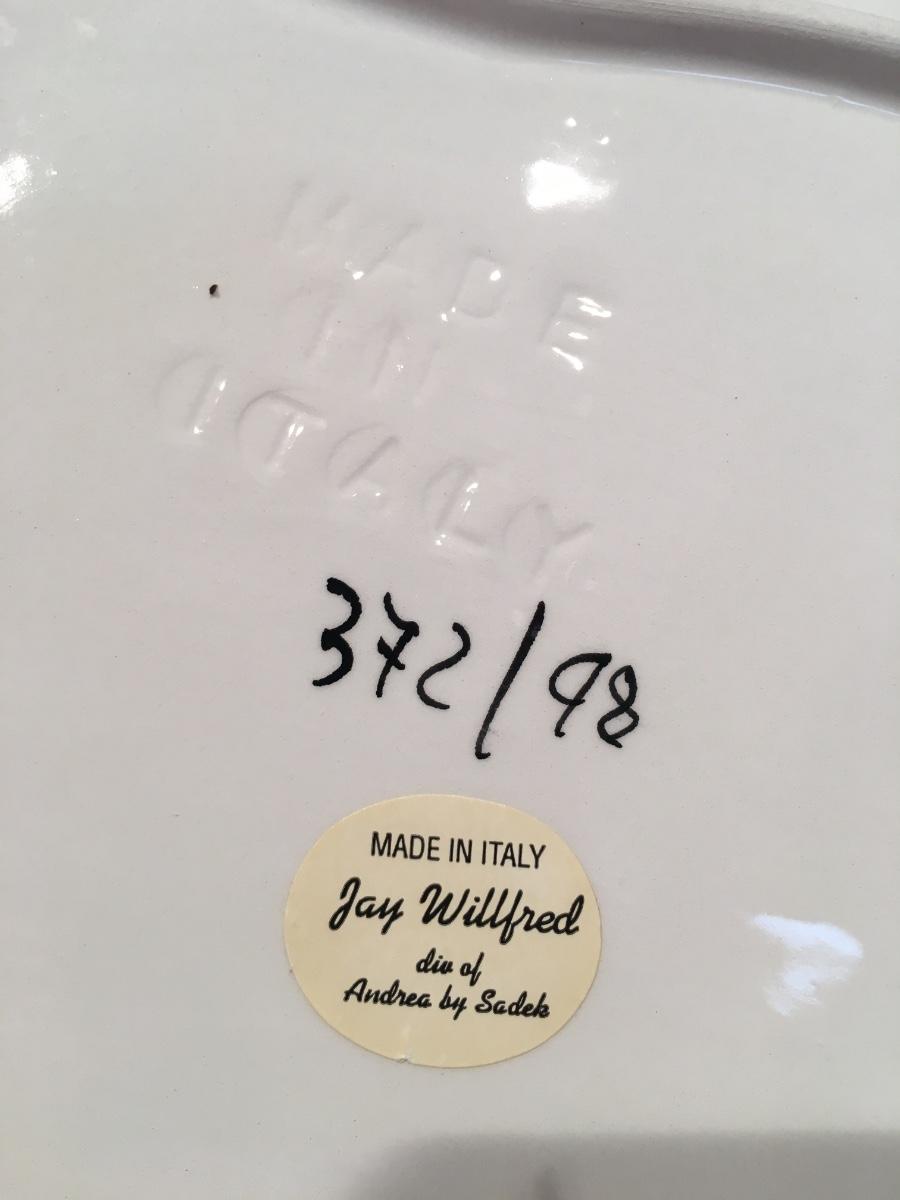 MADE
IN
ITALY
372/98
MADE IN ITALY
Jay Willfred
div of
Andrea by Sadek